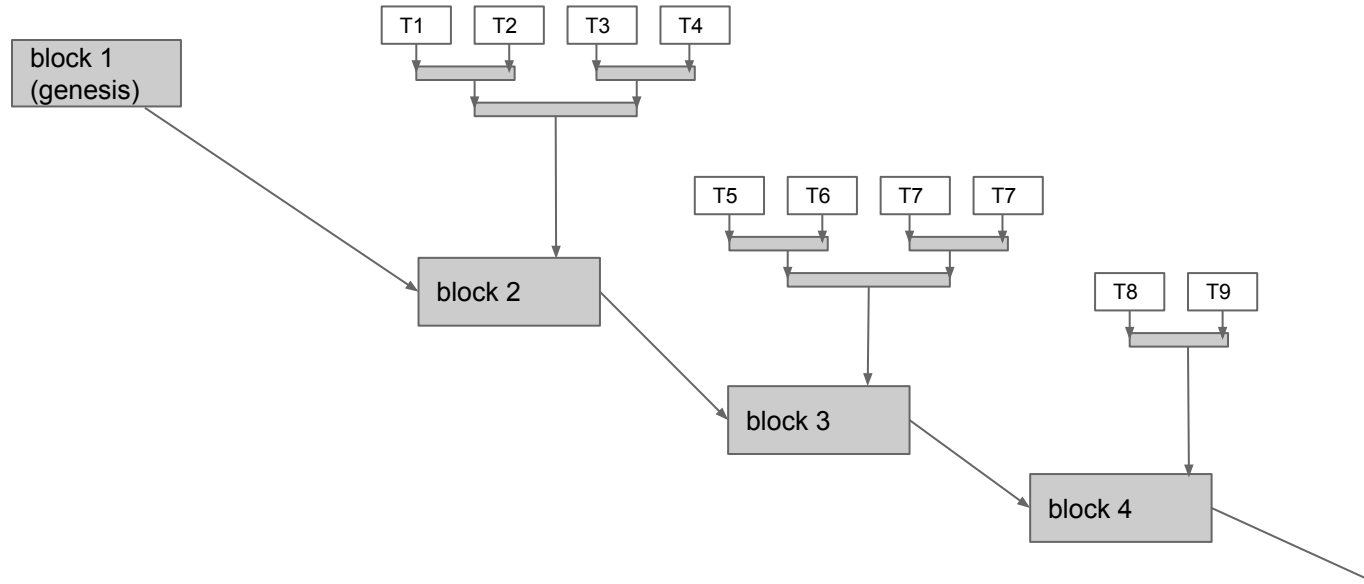 block 1
(genesis)
T1
T2
T3
T4
block 2
T5
T6
T7
T7
block 3
T8
T9
block 4